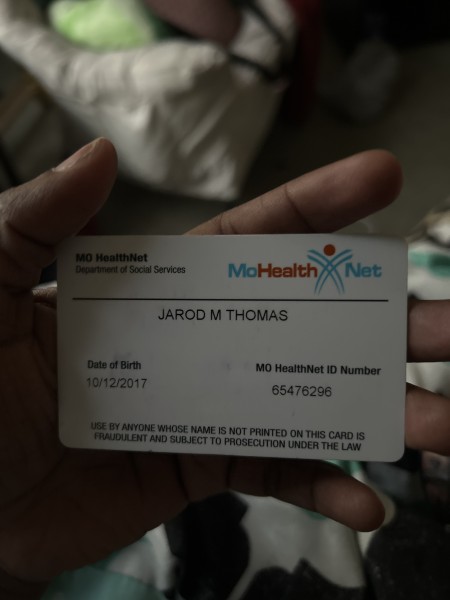 MO HealthNet
Department of Social Services
MoHealth Net
JAROD M THOMAS
Date of Birth
10/12/2017
MO HealthNet ID Number
65476296
USE BY ANYONE WHOSE NAME IS NOT PRINTED ON THIS CARD IS
FRAUDULENT AND SUBJECT TO PROSECUTION UNDER THE LAW